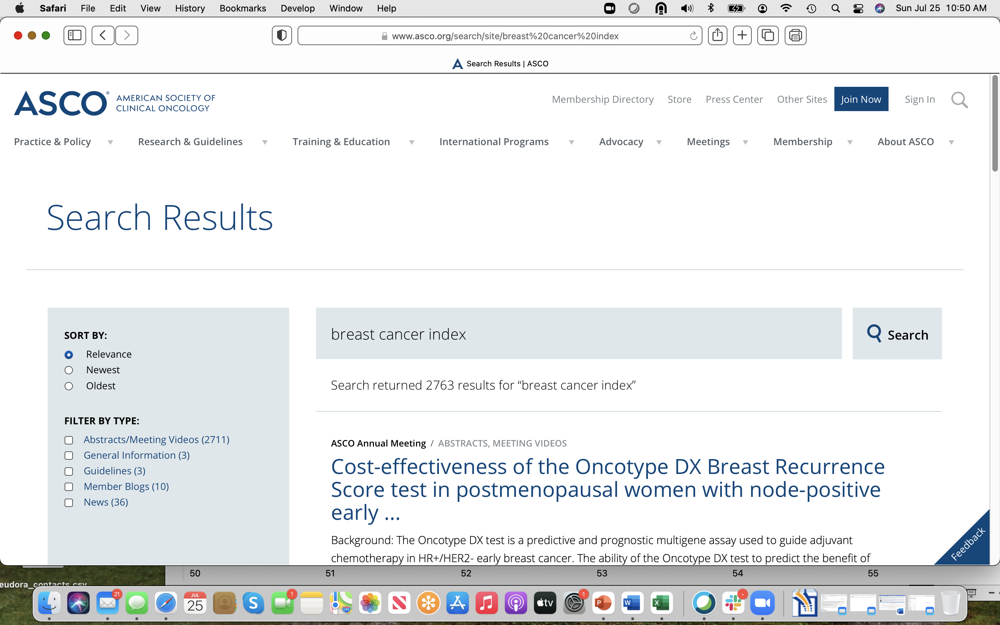 Safari File Edit View History Bookmarks Develop Window Help Sun Jul 25 10:50 AM
www.asco.org/search/site/breast%20cancer%20index
Search Results | ASCO
ASCO® AMERICAN SOCIETY OF
CLINICAL ONCOLOGY
Membership Directory Store Press Center Other Sites Join Now Sign In
Practice & Policy Research & Guidelines Training & Education International Programs Advocacy Meetings Membership About ASCO
Search Results
SORT BY:
Relevance
Newest
Oldest
FILTER BY TYPE:
Abstracts/Meeting Videos (2711)
General Information (3)
Guidelines (3)
Member Blogs (10)
News (36)
breast cancer index
Search
Search returned 2763 results for “breast cancer index”
ASCO Annual Meeting / ABSTRACTS, MEETING VIDEOS
Cost-effectiveness of the Oncotype DX Breast Recurrence
Score test in postmenopausal women with node-positive
early ...
Background: The Oncotype DX test is a predictive and prognostic multigene assay used to guide adjuvant
chemotherapy in HR+/HER2- early breast cancer. The ability of the Oncotype DX test to predict the benefit of
Feedback
50 51 52 53 54 55
eudora_contacts.csv
21 JUL 25 S 1 280 tv 1 P W X